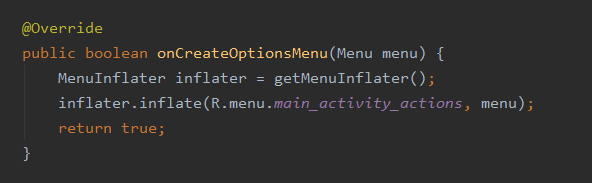 @Override
public boolean onCreateOptionsMenu(Menu menu) {
    MenuInflater inflater = getMenuInflater();
    inflater.inflate(R.menu.main_activity_actions, menu);
    return true;
}